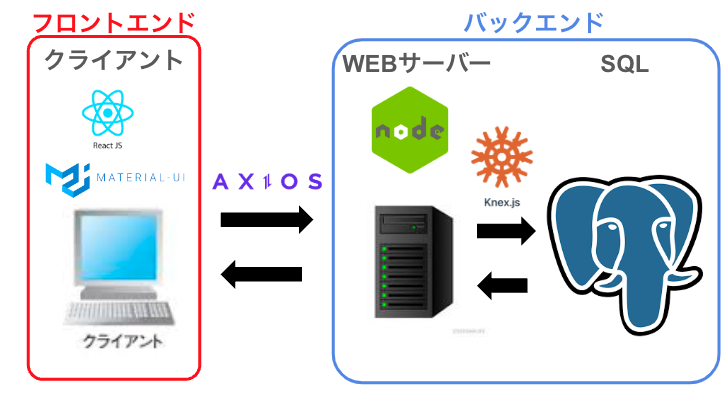 フロントエンド
バックエンド
クライアント
WEBサーバー
SQL
React JS
node
MATERIAL-UI
AXIOS
Knex.js
クライアント